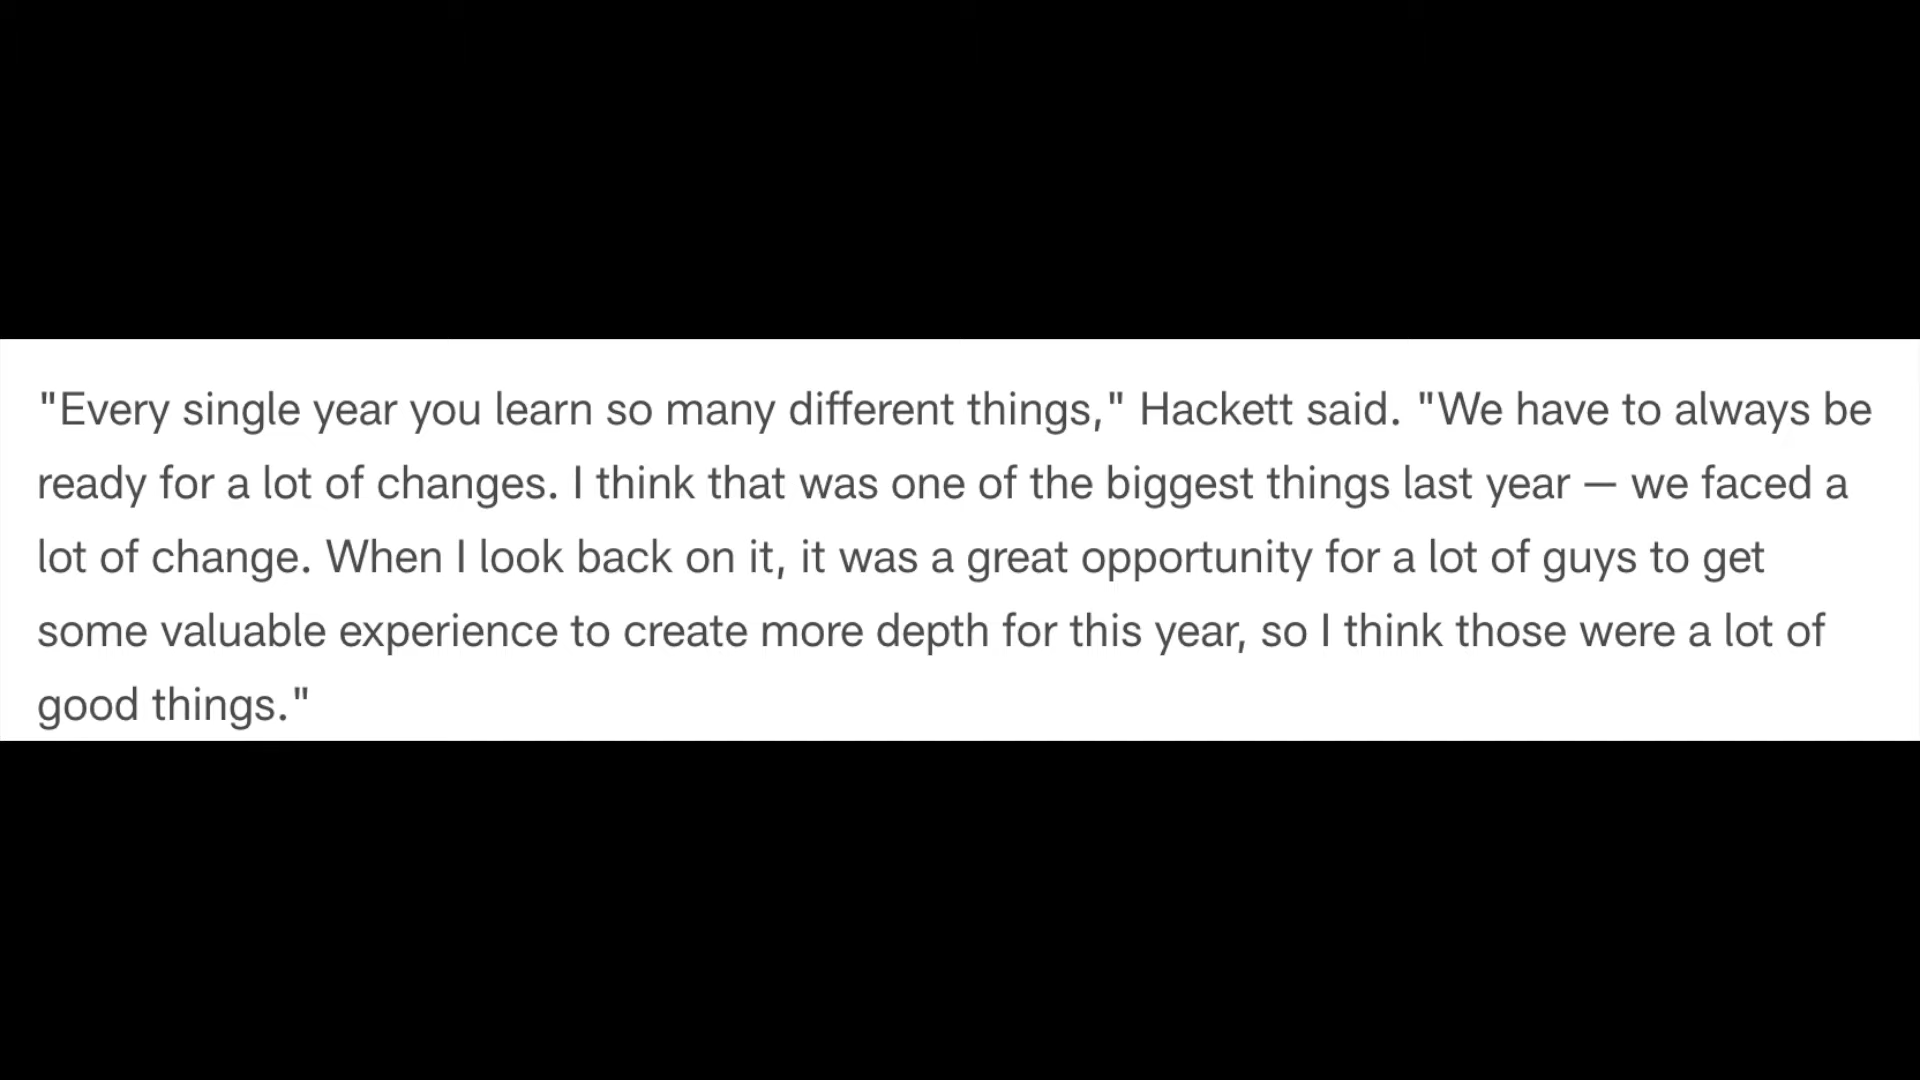 "Every single year you learn so many different things," Hackett said. "We have to always be
ready for a lot of changes. I think that was one of the biggest things last year — we faced a
lot of change. When I look back on it, it was a great opportunity for a lot of guys to get
some valuable experience to create more depth for this year, so I think those were a lot of
good things."